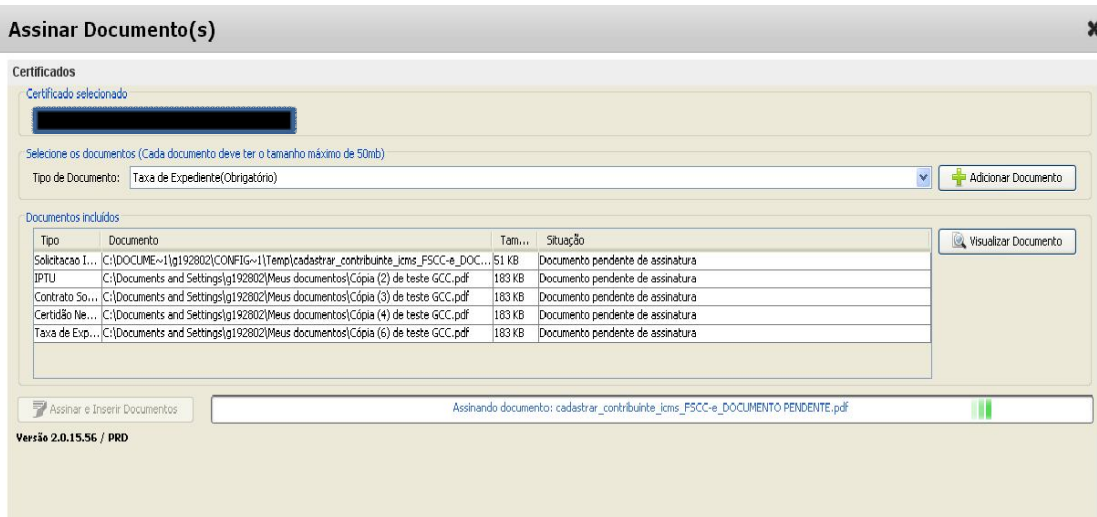 Assinar Documento(s)
Certificados
Certificado selecionado
Selecione os documentos (Cada documento deve ter o tamanho máximo de 50mb)
Tipo de Documento: Taxa de Expediente(Obrigatório) Adicionar Documento
Documentos incluídos
Tipo Documento Tam... Situação Visualizar Documento
Solicitacao I... C:\DOCUME~1\g192802\CONFIG~1\Temp\cadastrar_contribuinte_icms_FSCC-e_DOC... 51 KB Documento pendente de assinatura
IPTU C:\Documents and Settings\g192802\Meus documentos\Cópia (2) de teste GCC.pdf 183 KB Documento pendente de assinatura
Contrato So... C:\Documents and Settings\g192802\Meus documentos\Cópia (3) de teste GCC.pdf 183 KB Documento pendente de assinatura
Certidão Ne... C:\Documents and Settings\g192802\Meus documentos\Cópia (4) de teste GCC.pdf 183 KB Documento pendente de assinatura
Taxa de Exp... C:\Documents and Settings\g192802\Meus documentos\Cópia (6) de teste GCC.pdf 183 KB Documento pendente de assinatura
Assinar e Inserir Documentos Assinando documento: cadastrar_contribuinte_icms_FSCC-e_DOCUMENTO PENDENTE.pdf
Versão 2.0.15.56 / PRD